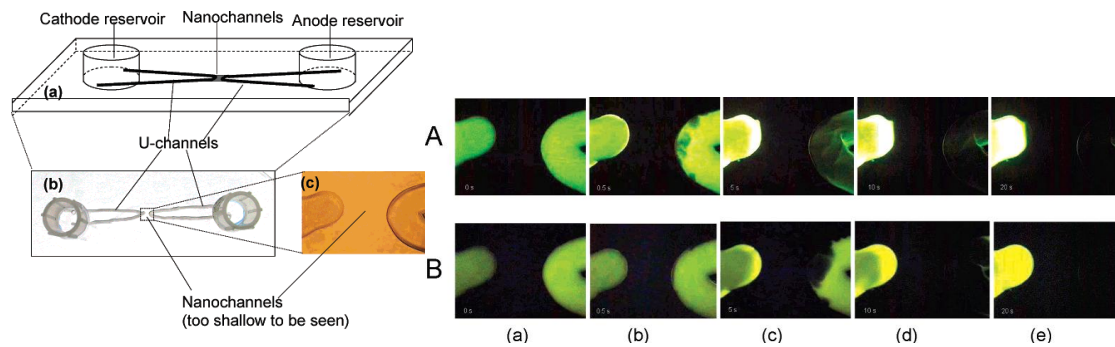 Cathode reservoir
Nanochannels
Anode reservoir
(a)
U-channels
(b)
(c)
Nanochannels
(too shallow to be seen)
A
0 s
0.5 s
5 s
10 s
20 s
B
0 s
0.5 s
5 s
10 s
20 s
(a)
(b)
(c)
(d)
(e)